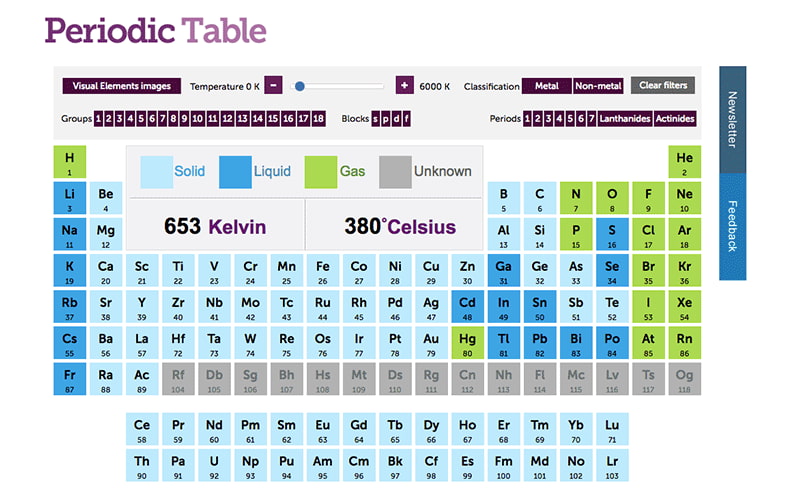 Periodic Table
Visual Elements images Temperature 0 K - + 6000 K Classification Metal Non-metal Clear filters
Groups 1 2 3 4 5 6 7 8 9 10 11 12 13 14 15 16 17 18 Blocks s p d f Periods 1 2 3 4 5 6 7 Lanthanides Actinides
Newsletter
Feedback
Solid Liquid Gas Unknown
653 Kelvin 380°Celsius
H He
1 2
Li Be B C N O F Ne
3 4 5 6 7 8 9 10
Na Mg Al Si P S Cl Ar
11 12 13 14 15 16 17 18
K Ca Sc Ti V Cr Mn Fe Co Ni Cu Zn Ga Ge As Se Br Kr
19 20 21 22 23 24 25 26 27 28 29 30 31 32 33 34 35 36
Rb Sr Y Zr Nb Mo Tc Ru Rh Pd Ag Cd In Sn Sb Te I Xe
37 38 39 40 41 42 43 44 45 46 47 48 49 50 51 52 53 54
Cs Ba La Hf Ta W Re Os Ir Pt Au Hg Tl Pb Bi Po At Rn
55 56 57 72 73 74 75 76 77 78 79 80 81 82 83 84 85 86
Fr Ra Ac Rf Db Sg Bh Hs Mt Ds Rg Cn Nh Fl Mc Lv Ts Og
87 88 89 104 105 106 107 108 109 110 111 112 113 114 115 116 117 118
Ce Pr Nd Pm Sm Eu Gd Tb Dy Ho Er Tm Yb Lu
58 59 60 61 62 63 64 65 66 67 68 69 70 71
Th Pa U Np Pu Am Cm Bk Cf Es Fm Md No Lr
90 91 92 93 94 95 96 97 98 99 100 101 102 103